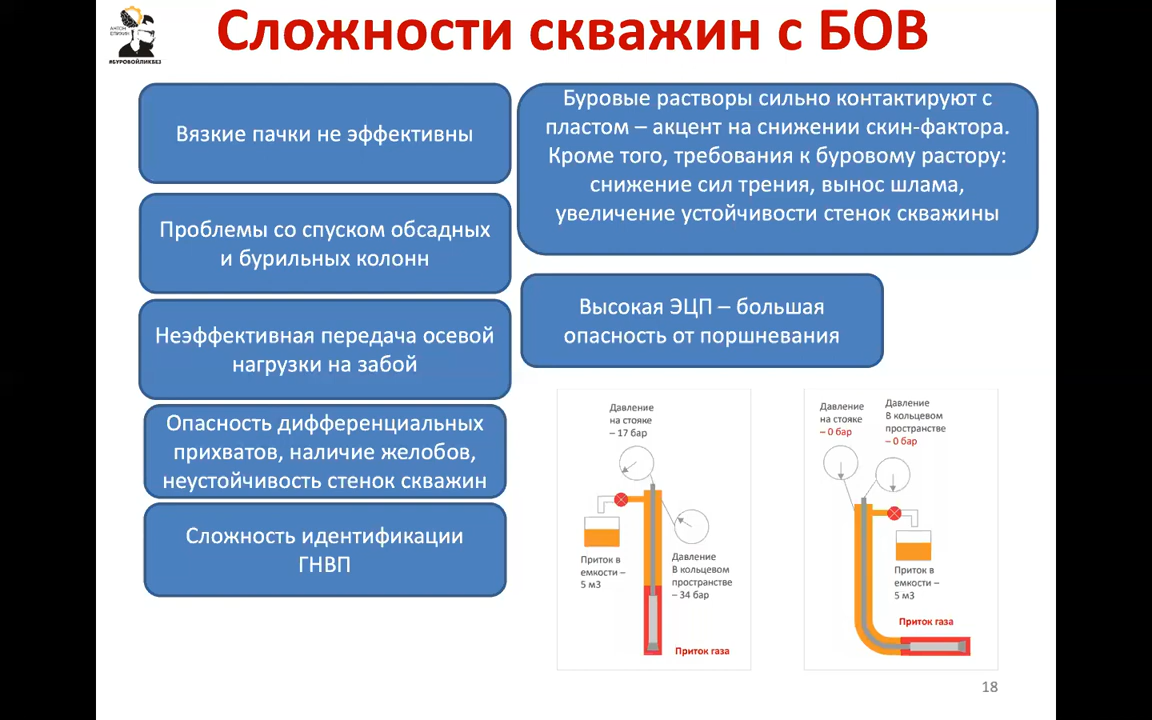 Сложности скважин с БОВ
АНТОН
ЕПИХИН
#БУРОВОЙЛИКБЕЗ
Вязкие пачки не эффективны
Проблемы со спуском обсадных
и бурильных колонн
Неэффективная передача осевой
нагрузки на забой
Опасность дифференциальных
прихватов, наличие желобов,
неустойчивость стенок скважин
Сложность идентификации
ГНВП
Буровые растворы сильно контактируют с
пластом – акцент на снижении скин-фактора.
Кроме того, требования к буровому растору:
снижение сил трения, вынос шлама,
увеличение устойчивости стенок скважины
Высокая ЭЦП – большая
опасность от поршневания
Давление
на стояке
– 17 бар
Приток в
емкости –
5 м3
Давление
В кольцевом
пространстве
– 34 бар
Приток газа
Давление
на стояке
– 0 бар
Давление
В кольцевом
пространстве
– 0 бар
Приток в
емкости –
5 м3
Приток газа
18